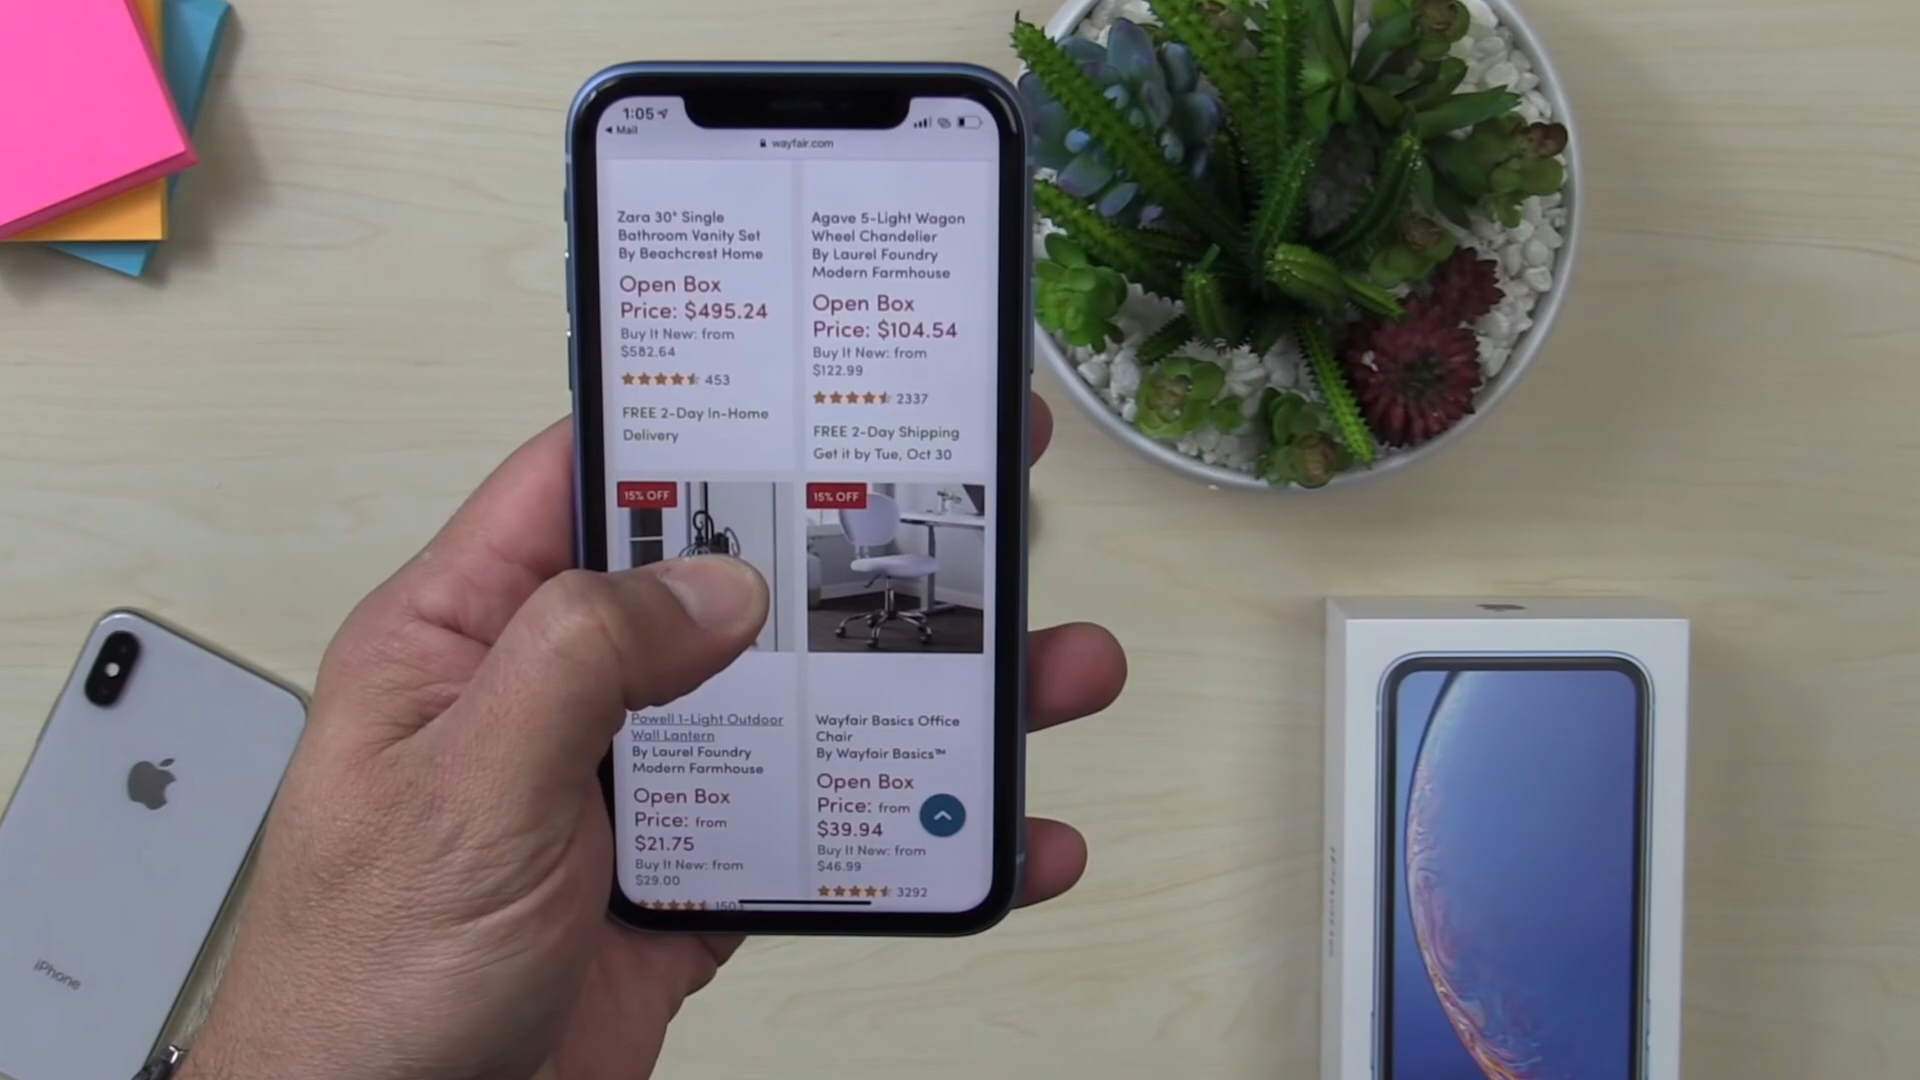 1:05
Mail
wayfair.com
Zara 30" Single
Bathroom Vanity Set
By Beachcrest Home
Open Box
Price: $495.24
Buy It New: from
$582.64
453
FREE 2-Day In-Home
Delivery
Agave 5-Light Wagon
Wheel Chandelier
By Laurel Foundry
Modern Farmhouse
Open Box
Price: $104.54
Buy It New: from
$122.99
2337
FREE 2-Day Shipping
Get it by Tue, Oct 30
15% OFF
15% OFF
Powell 1-Light Outdoor
Wall Lantern
By Laurel Foundry
Modern Farmhouse
Open Box
Price: from
$21.75
Buy It New: from
$29.00
Wayfair Basics Office
Chair
By Wayfair Basics™
Open Box
Price: from
$39.94
Buy It New: from
$46.99
3292
iPhone